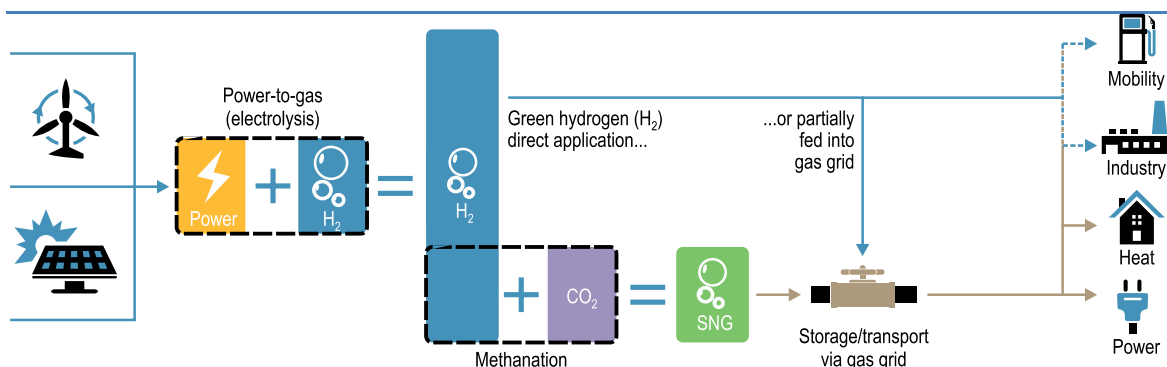 Power-to-gas
(electrolysis)
Power
H₂
H₂
Green hydrogen (H₂)
direct application...
...or partially
fed into
gas grid
CO₂
Methanation
SNG
Storage/transport
via gas grid
Mobility
Industry
Heat
Power